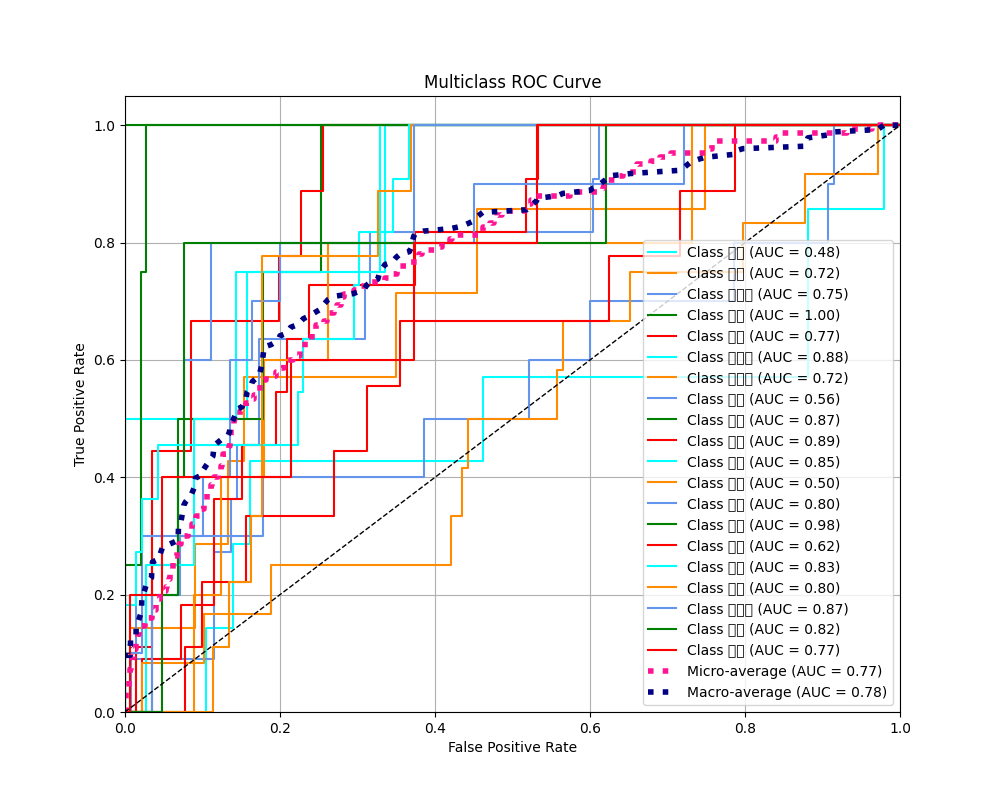 Multiclass ROC Curve
True Positive Rate
1.0
0.8
0.6
0.4
0.2
0.0
0.0 0.2 0.4 0.6 0.8 1.0
False Positive Rate
Class (AUC = 0.48)
Class (AUC = 0.72)
Class (AUC = 0.75)
Class (AUC = 1.00)
Class (AUC = 0.77)
Class (AUC = 0.88)
Class (AUC = 0.72)
Class (AUC = 0.56)
Class (AUC = 0.87)
Class (AUC = 0.89)
Class (AUC = 0.85)
Class (AUC = 0.50)
Class (AUC = 0.80)
Class (AUC = 0.98)
Class (AUC = 0.62)
Class (AUC = 0.83)
Class (AUC = 0.80)
Class (AUC = 0.87)
Class (AUC = 0.82)
Class (AUC = 0.77)
Micro-average (AUC = 0.77)
Macro-average (AUC = 0.78)